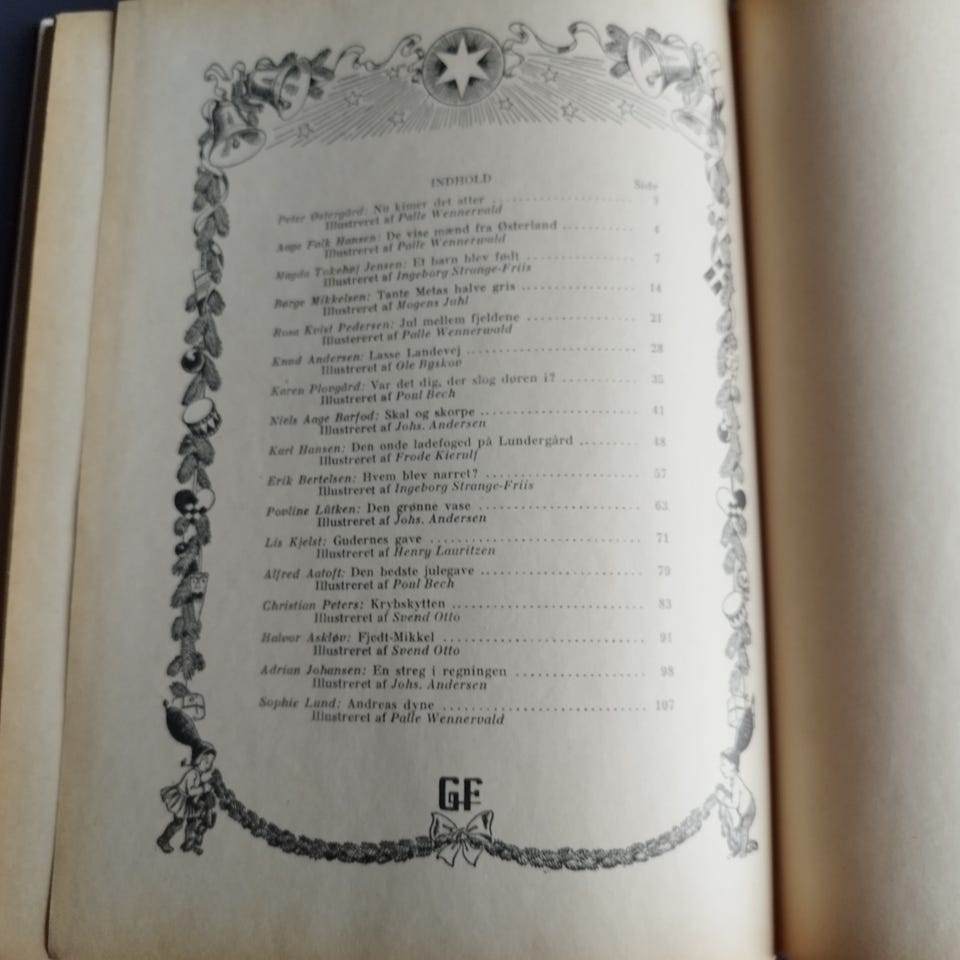 INDHOLD
Side
Peter Østergård: Nu kimer det atter
Illustreret af Palle Wennervald
Aage Falk Hansen: De vise mænd fra Østerland 4
Illustreret af Palle Wennerwald
Magda Tokehøj Jensen: Et barn blev født 7
Illustreret af Ingeborg Strange-Friis
Børge Mikkelsen: Tante Metas halve gris 14
Illustreret af Mogens Juhl
Rosa Kvist Pedersen: Jul mellem fjeldene 21
Illustereret af Palle Wennerwald
Knud Andersen: Lasse Landevej 28
Illustreret af Ole Byskov
Karen Plovgård: Var det dig, der slog døren i? 35
Illustreret af Poul Bech
Niels Aage Barfod: Skal og skorpe 41
Illustreret af Johs. Andersen
Karl Hansen: Den onde ladefoged på Lundergård 48
Illustreret af Frode Kierulf
Erik Bertelsen: Hvem blev narret? 57
Illustreret af Ingeborg Strange-Friis
Povline Lütken: Den grønne vase 63
Illustreret af Johs. Andersen
Lis Kjelst: Gudernes gave 71
Illustreret af Henry Lauritzen
Alfred Aatoft: Den bedste julegave 79
Illustreret af Poul Bech
Christian Peters: Krybskytten 83
Illustreret af Svend Otto
Halvor Askløv: Fjedt-Mikkel 91
Illustreret af Svend Otto
Adrian Johansen: En streg i regningen 98
Illustreret af Johs. Andersen
Sophie Lund: Andreas dyne 107
Illustreret af Palle Wennervald
GF